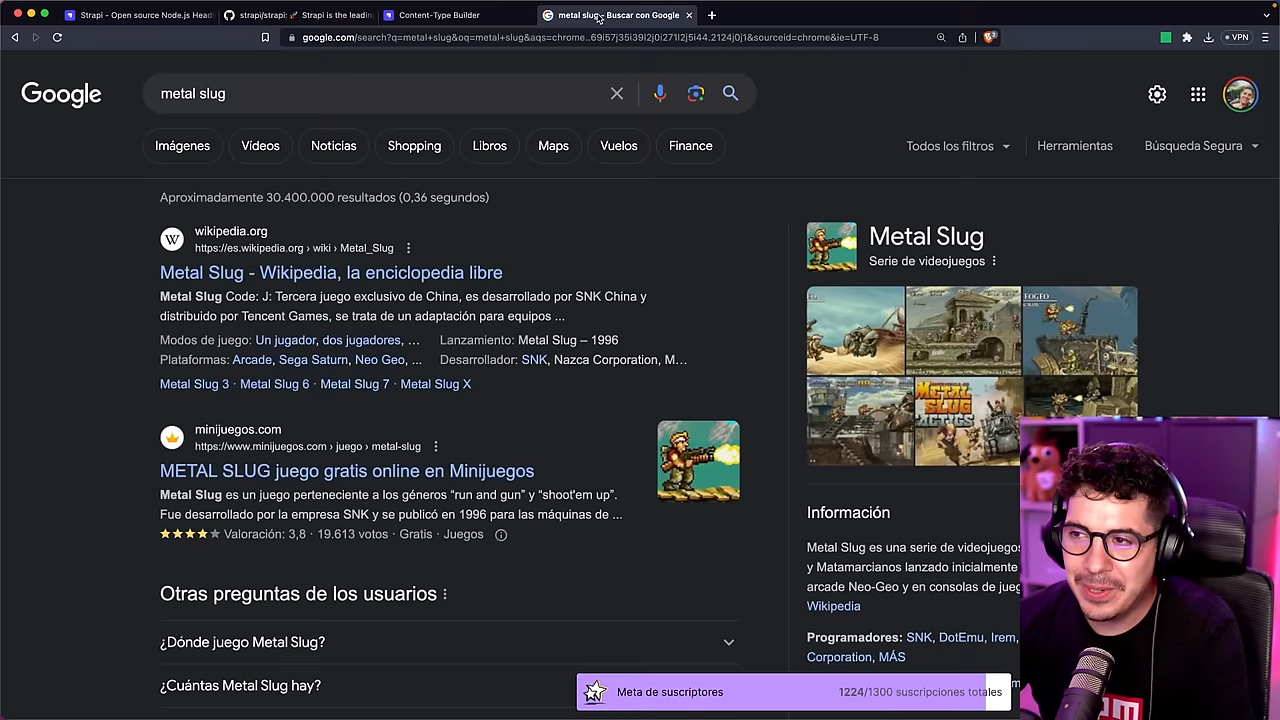 Strapi - Open source Node.js Head
strapi/strapi: 🚀 Strapi is the leadin
Content-Type Builder
metal slug - Buscar con Google
google.com/search?q=metal+slug&oq=metal+slug&aqs=chrome..69i57j35i39l2j0i271l2j5i44.2124j0j1&sourceid=chrome&ie=UTF-8
VPN
Google
metal slug
Imágenes
Vídeos
Noticias
Shopping
Libros
Maps
Vuelos
Finance
Todos los filtros
Herramientas
Búsqueda Segura
Aproximadamente 30.400.000 resultados (0,36 segundos)
wikipedia.org
https://es.wikipedia.org › wiki › Metal_Slug
Metal Slug - Wikipedia, la enciclopedia libre
Metal Slug Code: J: Tercera juego exclusivo de China, es desarrollado por SNK China y
distribuido por Tencent Games, se trata de un adaptación para equipos ...
Modos de juego: Un jugador, dos jugadores, ...
Lanzamiento: Metal Slug – 1996
Plataformas: Arcade, Sega Saturn, Neo Geo, ...
Desarrollador: SNK, Nazca Corporation, M...
Metal Slug 3 · Metal Slug 6 · Metal Slug 7 · Metal Slug X
minijuegos.com
https://www.minijuegos.com › juego › metal-slug
METAL SLUG juego gratis online en Minijuegos
Metal Slug es un juego perteneciente a los géneros “run and gun” y “shoot'em up”.
Fue desarrollado por la empresa SNK y se publicó en 1996 para las máquinas de ...
Valoración: 3,8 · 19.613 votos · Gratis · Juegos
Otras preguntas de los usuarios
¿Dónde juego Metal Slug?
¿Cuántas Metal Slug hay?
Metal Slug
Serie de videojuegos
METAL
SLUG
Información
Metal Slug es una serie de videojuegos
y Matamarcianos lanzado inicialmente
arcade Neo-Geo y en consolas de jueg
Wikipedia
Programadores: SNK, DotEmu, Irem,
Corporation, MÁS
Meta de suscriptores
1224/1300 suscripciones totales